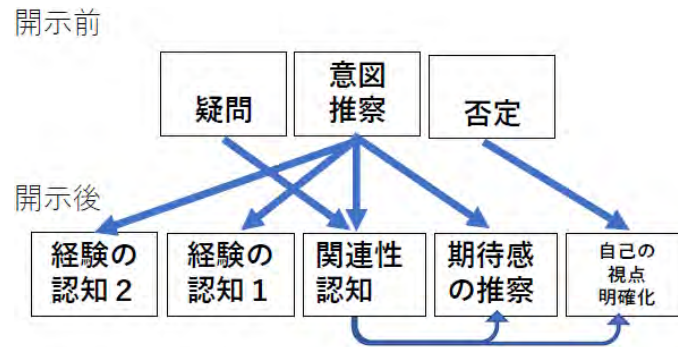 開示前
疑問
意図
推察
否定
開示後
経験の
認知２
経験の
認知１
関連性
認知
期待感
の推察
自己の
視点
明確化